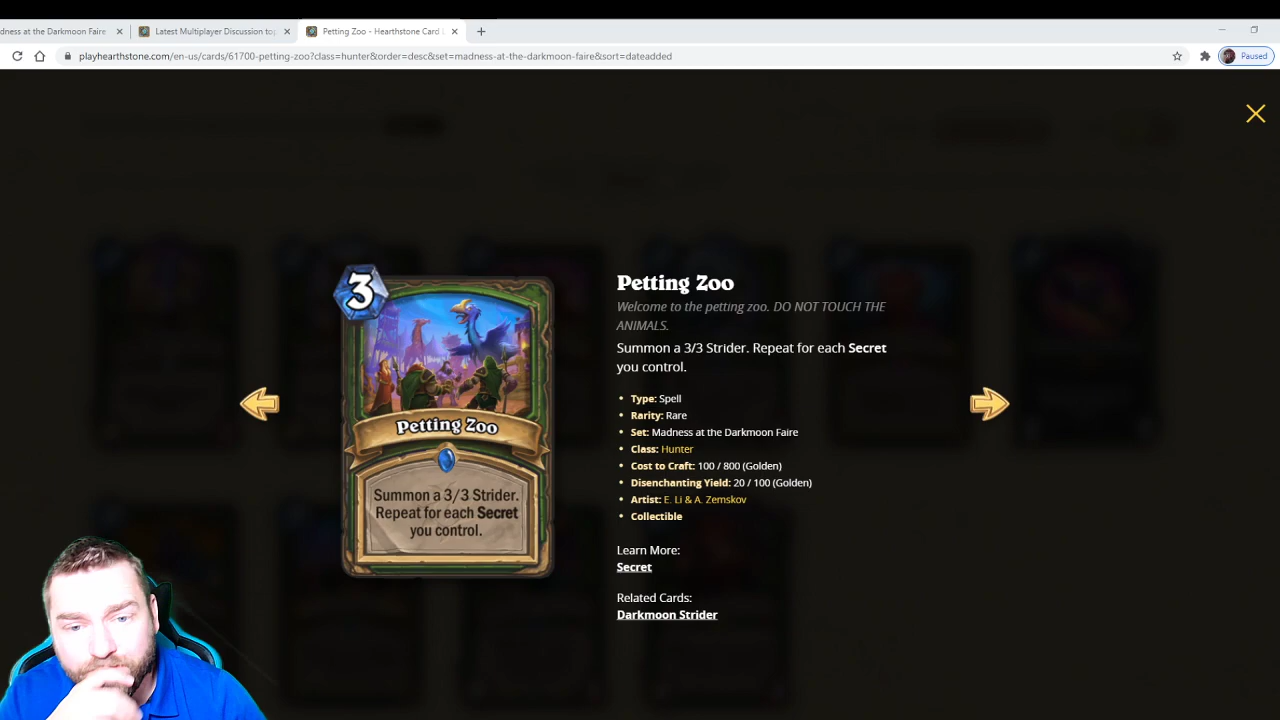 dness at the Darkmoon Faire
Latest Multiplayer Discussion top
Petting Zoo - Hearthstone Card L
playhearthstone.com/en-us/cards/61700-petting-zoo?class=hunter&order=desc&set=madness-at-the-darkmoon-faire&sort=dateadded
Paused
3
Petting Zoo
Summon a 3/3 Strider.
Repeat for each Secret
you control.
Petting Zoo
Welcome to the petting zoo. DO NOT TOUCH THE
ANIMALS.
Summon a 3/3 Strider. Repeat for each Secret
you control.
• Type: Spell
• Rarity: Rare
• Set: Madness at the Darkmoon Faire
• Class: Hunter
• Cost to Craft: 100 / 800 (Golden)
• Disenchanting Yield: 20 / 100 (Golden)
• Artist: E. Li & A. Zemskov
• Collectible
Learn More:
Secret
Related Cards:
Darkmoon Strider